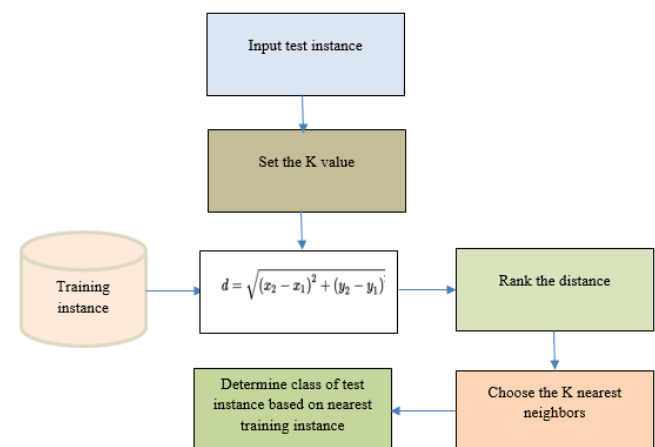 Input test instance
Set the K value
Training
instance
d = √(x₂ − x₁)² + (y₂ − y₁)
Rank the distance
Choose the K nearest
neighbors
Determine class of test
instance based on nearest
training instance